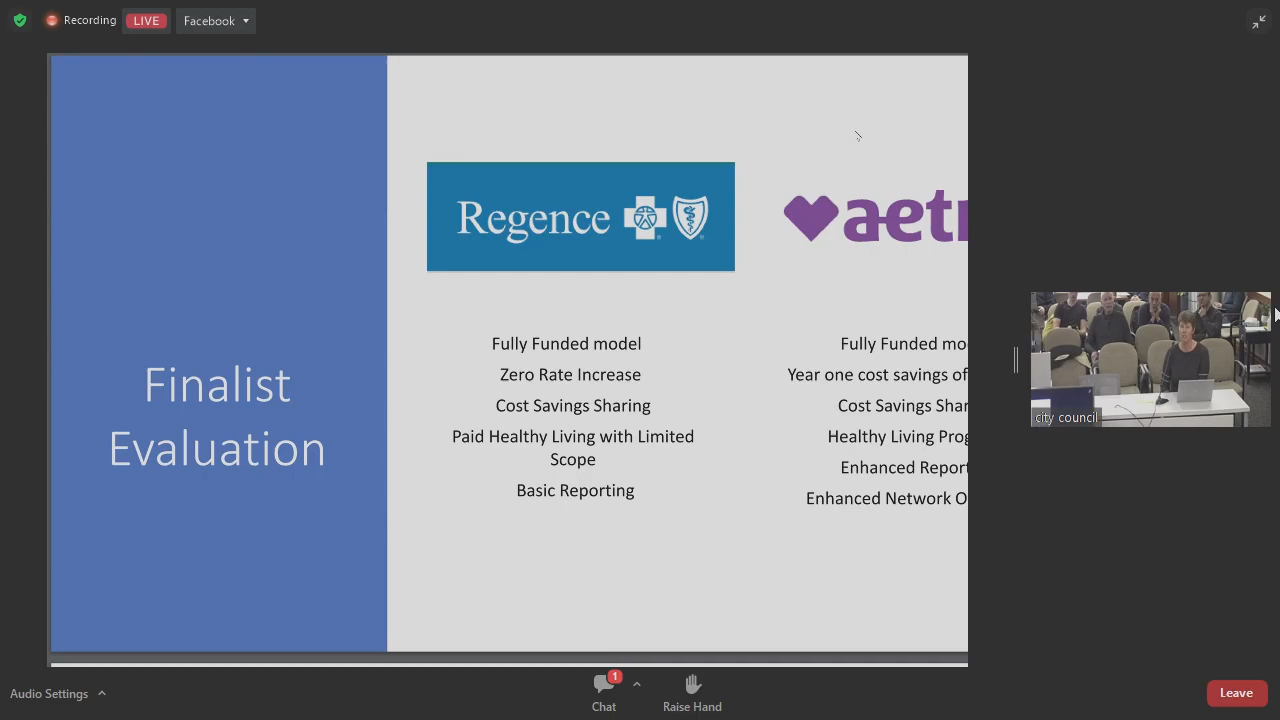 Recording
LIVE
Facebook
Regence
aetn
Finalist
Evaluation
Fully Funded model
Zero Rate Increase
Cost Savings Sharing
Paid Healthy Living with Limited
Scope
Basic Reporting
Fully Funded mo
Year one cost savings of
Cost Savings Shar
Healthy Living Prog
Enhanced Report
Enhanced Network O
city council
Audio Settings
1
Chat
Raise Hand
Leave